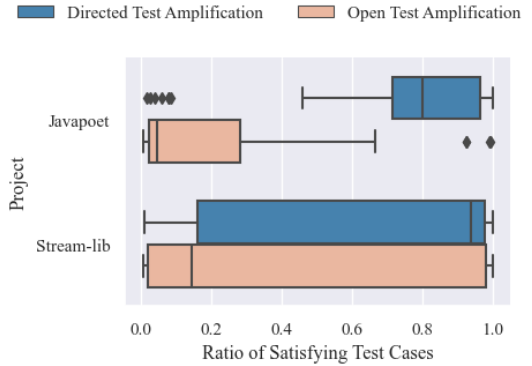 Directed Test Amplification Open Test Amplification
Project
Javapoet
Stream-lib
0.0 0.2 0.4 0.6 0.8 1.0
Ratio of Satisfying Test Cases